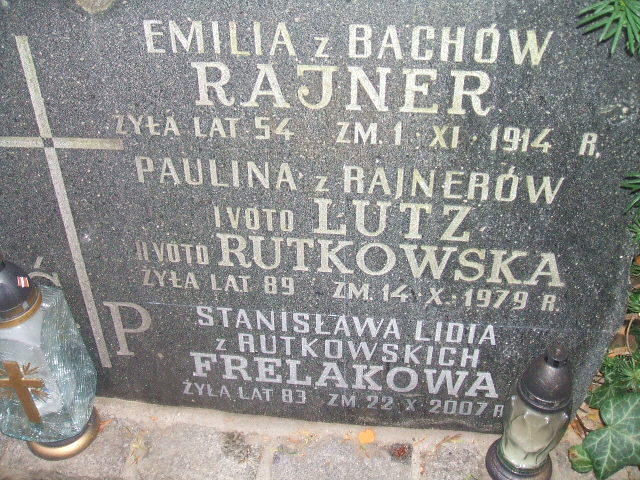 EMILIA z BACHÓW
RAJNER
ŻYŁA LAT 54 ZM. 1 · XI · 1914 R.
PAULINA z RAJNERÓW
I VOTO LUTZ
II VOTO RUTKOWSKA
ŻYŁA LAT 89 ZM. 14 · X · 1979 R.
Ś P
STANISŁAWA LIDIA
z RUTKOWSKICH
FRELAKOWA
ŻYŁA LAT 83 ZM 22 X 2007 R